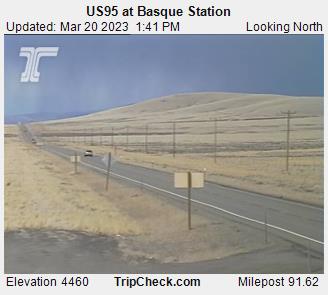 US95 at Basque Station
Updated: Mar 20 2023 1:41 PM Looking North
Elevation 4460 TripCheck.com Milepost 91.62